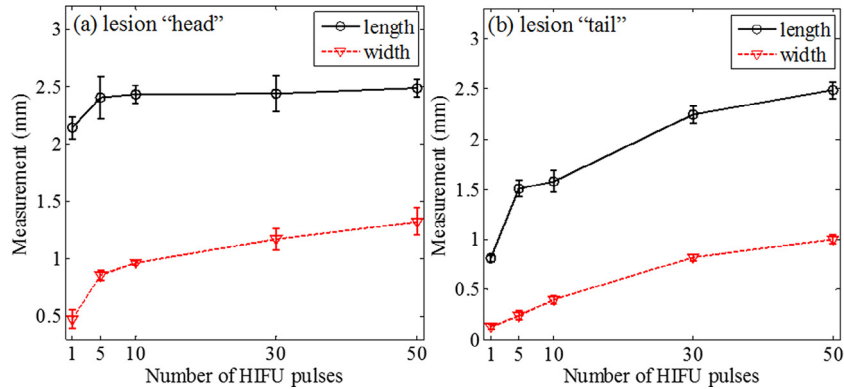 (a) lesion “head”
length
width
3
2.5
2
1.5
1
0.5
Measurement (mm)
1 5 10 30 50
Number of HIFU pulses
(b) lesion “tail”
length
width
3
2.5
2
1.5
1
0.5
0
Measurement (mm)
1 5 10 30 50
Number of HIFU pulses